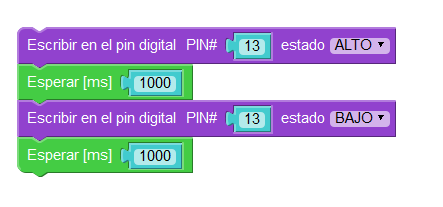 Escribir en el pin digital PIN# 13 estado ALTO
Esperar [ms] 1000
Escribir en el pin digital PIN# 13 estado BAJO
Esperar [ms] 1000